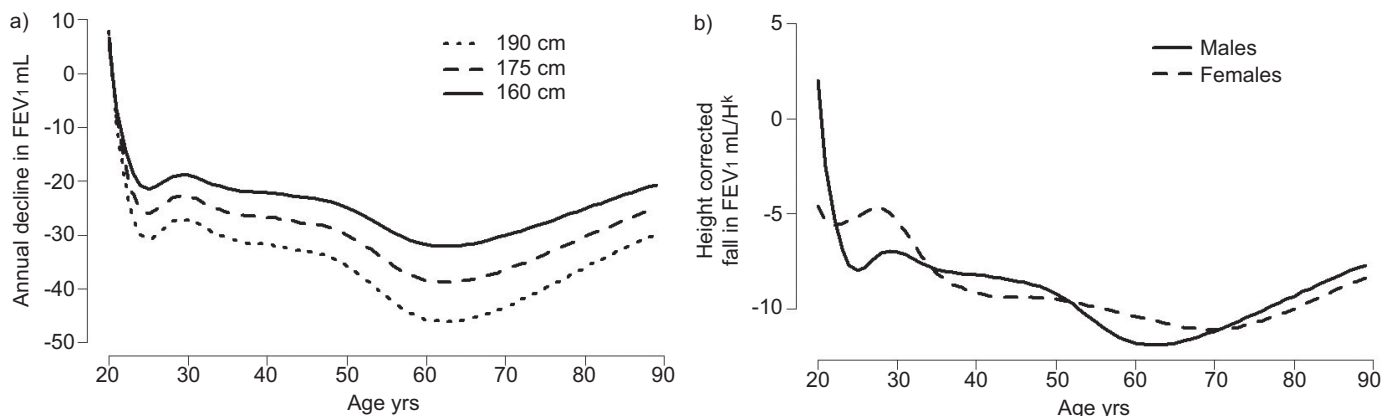 a)
Annual decline in FEV1 mL
10
0
-10
-20
-30
-40
-50
190 cm
175 cm
160 cm
20 30 40 50 60 70 80 90
Age yrs
b)
Height corrected
fall in FEV1 mL/Hᵏ
5
0
-5
-10
Males
Females
20 30 40 50 60 70 80 90
Age yrs